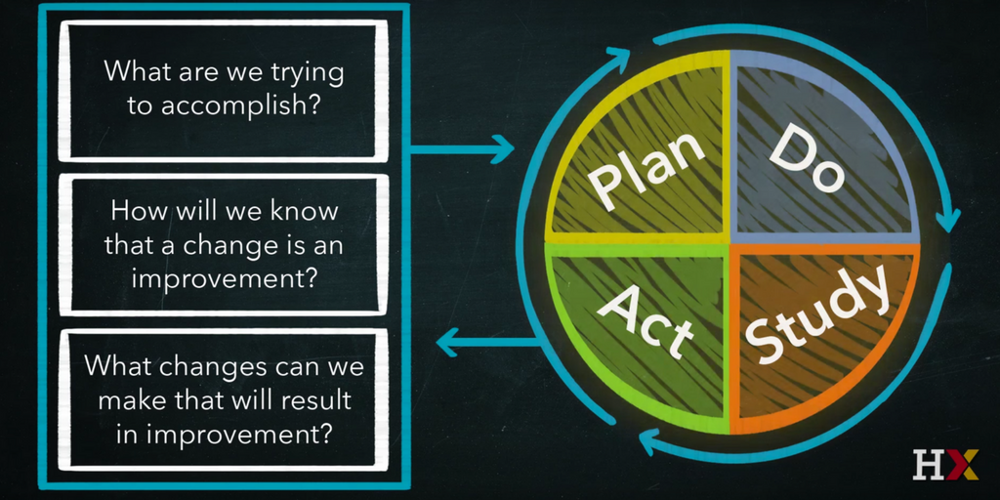 What are we trying
to accomplish?
How will we know
that a change is an
improvement?
What changes can we
make that will result
in improvement?
Plan
Do
Act
Study
HX